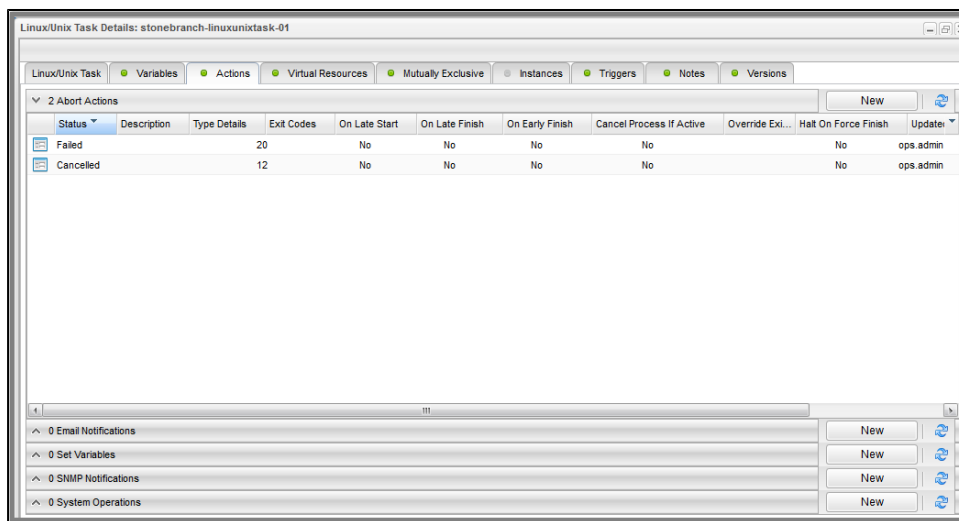 Linux/Unix Task Details: stonebranch-linuxunixtask-01
Linux/Unix Task Variables Actions Virtual Resources Mutually Exclusive Instances Triggers Notes Versions
2 Abort Actions New
Status Description Type Details Exit Codes On Late Start On Late Finish On Early Finish Cancel Process If Active Override Exi... Halt On Force Finish
Failed 20 No No No No No ops.admin
Cancelled 12 No No No No No ops.admin
0 Email Notifications New
0 Set Variables New
0 SNMP Notifications New
0 System Operations New